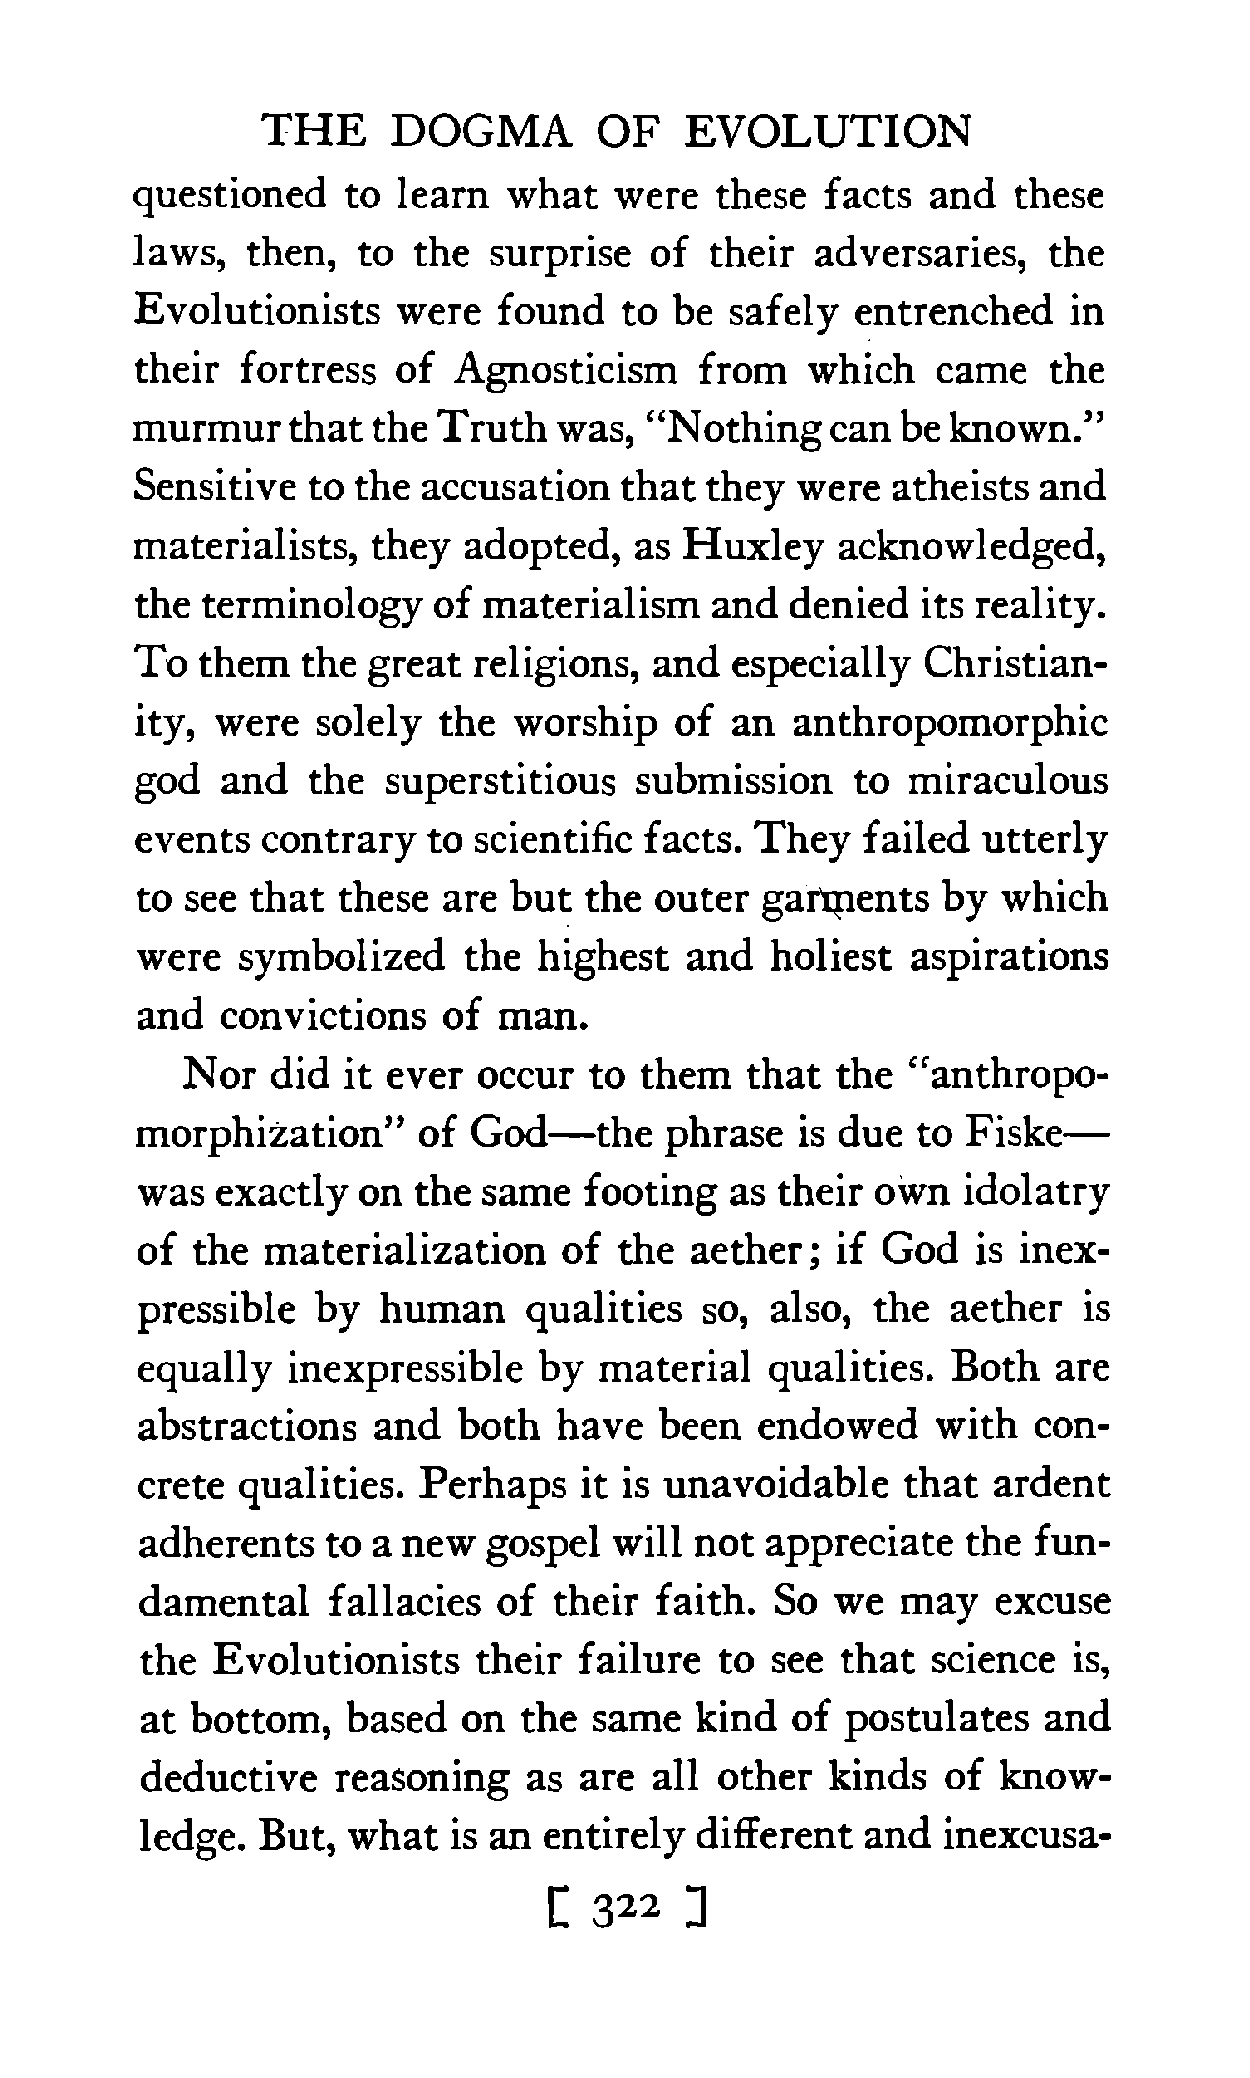 THE DOGMA OF EVOLUTION
questioned to learn what were these facts and these
laws, then, to the surprise of their adversaries, the
Evolutionists were found to be safely entrenched in
their fortress of Agnosticism from which came the
murmur that the Truth was, "Nothing can be known."
Sensitive to the accusation that they were atheists and
materialists, they adopted, as Huxley acknowledged,
the terminology of materialism and denied its reality.
To them the great religions, and especially Christian-
ity, were solely the worship of an anthropomorphic
god and the superstitious submission to miraculous
events contrary to scientific facts. They failed utterly
to see that these are but the outer garments by which
were symbolized the highest and holiest aspirations
and convictions of man.
Nor did it ever occur to them that the "anthropo-
morphization" of God—the phrase is due to Fiske—
was exactly on the same footing as their own idolatry
of the materialization of the aether; if God is inex-
pressible by human qualities so, also, the aether is
equally inexpressible by material qualities. Both are
abstractions and both have been endowed with con-
crete qualities. Perhaps it is unavoidable that ardent
adherents to a new gospel will not appreciate the fun-
damental fallacies of their faith. So we may excuse
the Evolutionists their failure to see that science is,
at bottom, based on the same kind of postulates and
deductive reasoning as are all other kinds of know-
ledge. But, what is an entirely different and inexcusa-
[ 322 ]